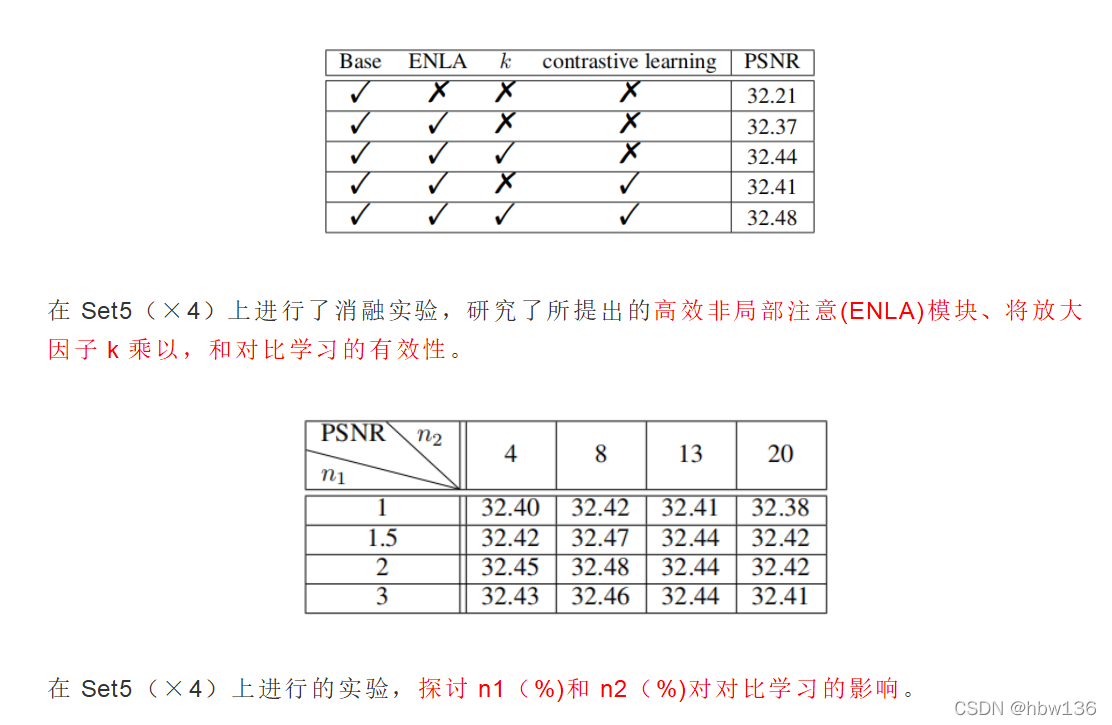 Base ENLA k contrastive learning PSNR
✓ ✗ ✗ ✗ 32.21
✓ ✓ ✗ ✗ 32.37
✓ ✓ ✓ ✗ 32.44
✓ ✓ ✗ ✓ 32.41
✓ ✓ ✓ ✓ 32.48
在 Set5（×4）上进行了消融实验，研究了所提出的高效非局部注意(ENLA)模块、将放大
因子 k 乘以，和对比学习的有效性。
PSNR n₂ 4 8 13 20
n₁
1 32.40 32.42 32.41 32.38
1.5 32.42 32.47 32.44 32.42
2 32.45 32.48 32.44 32.42
3 32.43 32.46 32.44 32.41
在 Set5（×4）上进行的实验，探讨 n1（%)和 n2（%)对对比学习的影响。
CSDN @hbw136